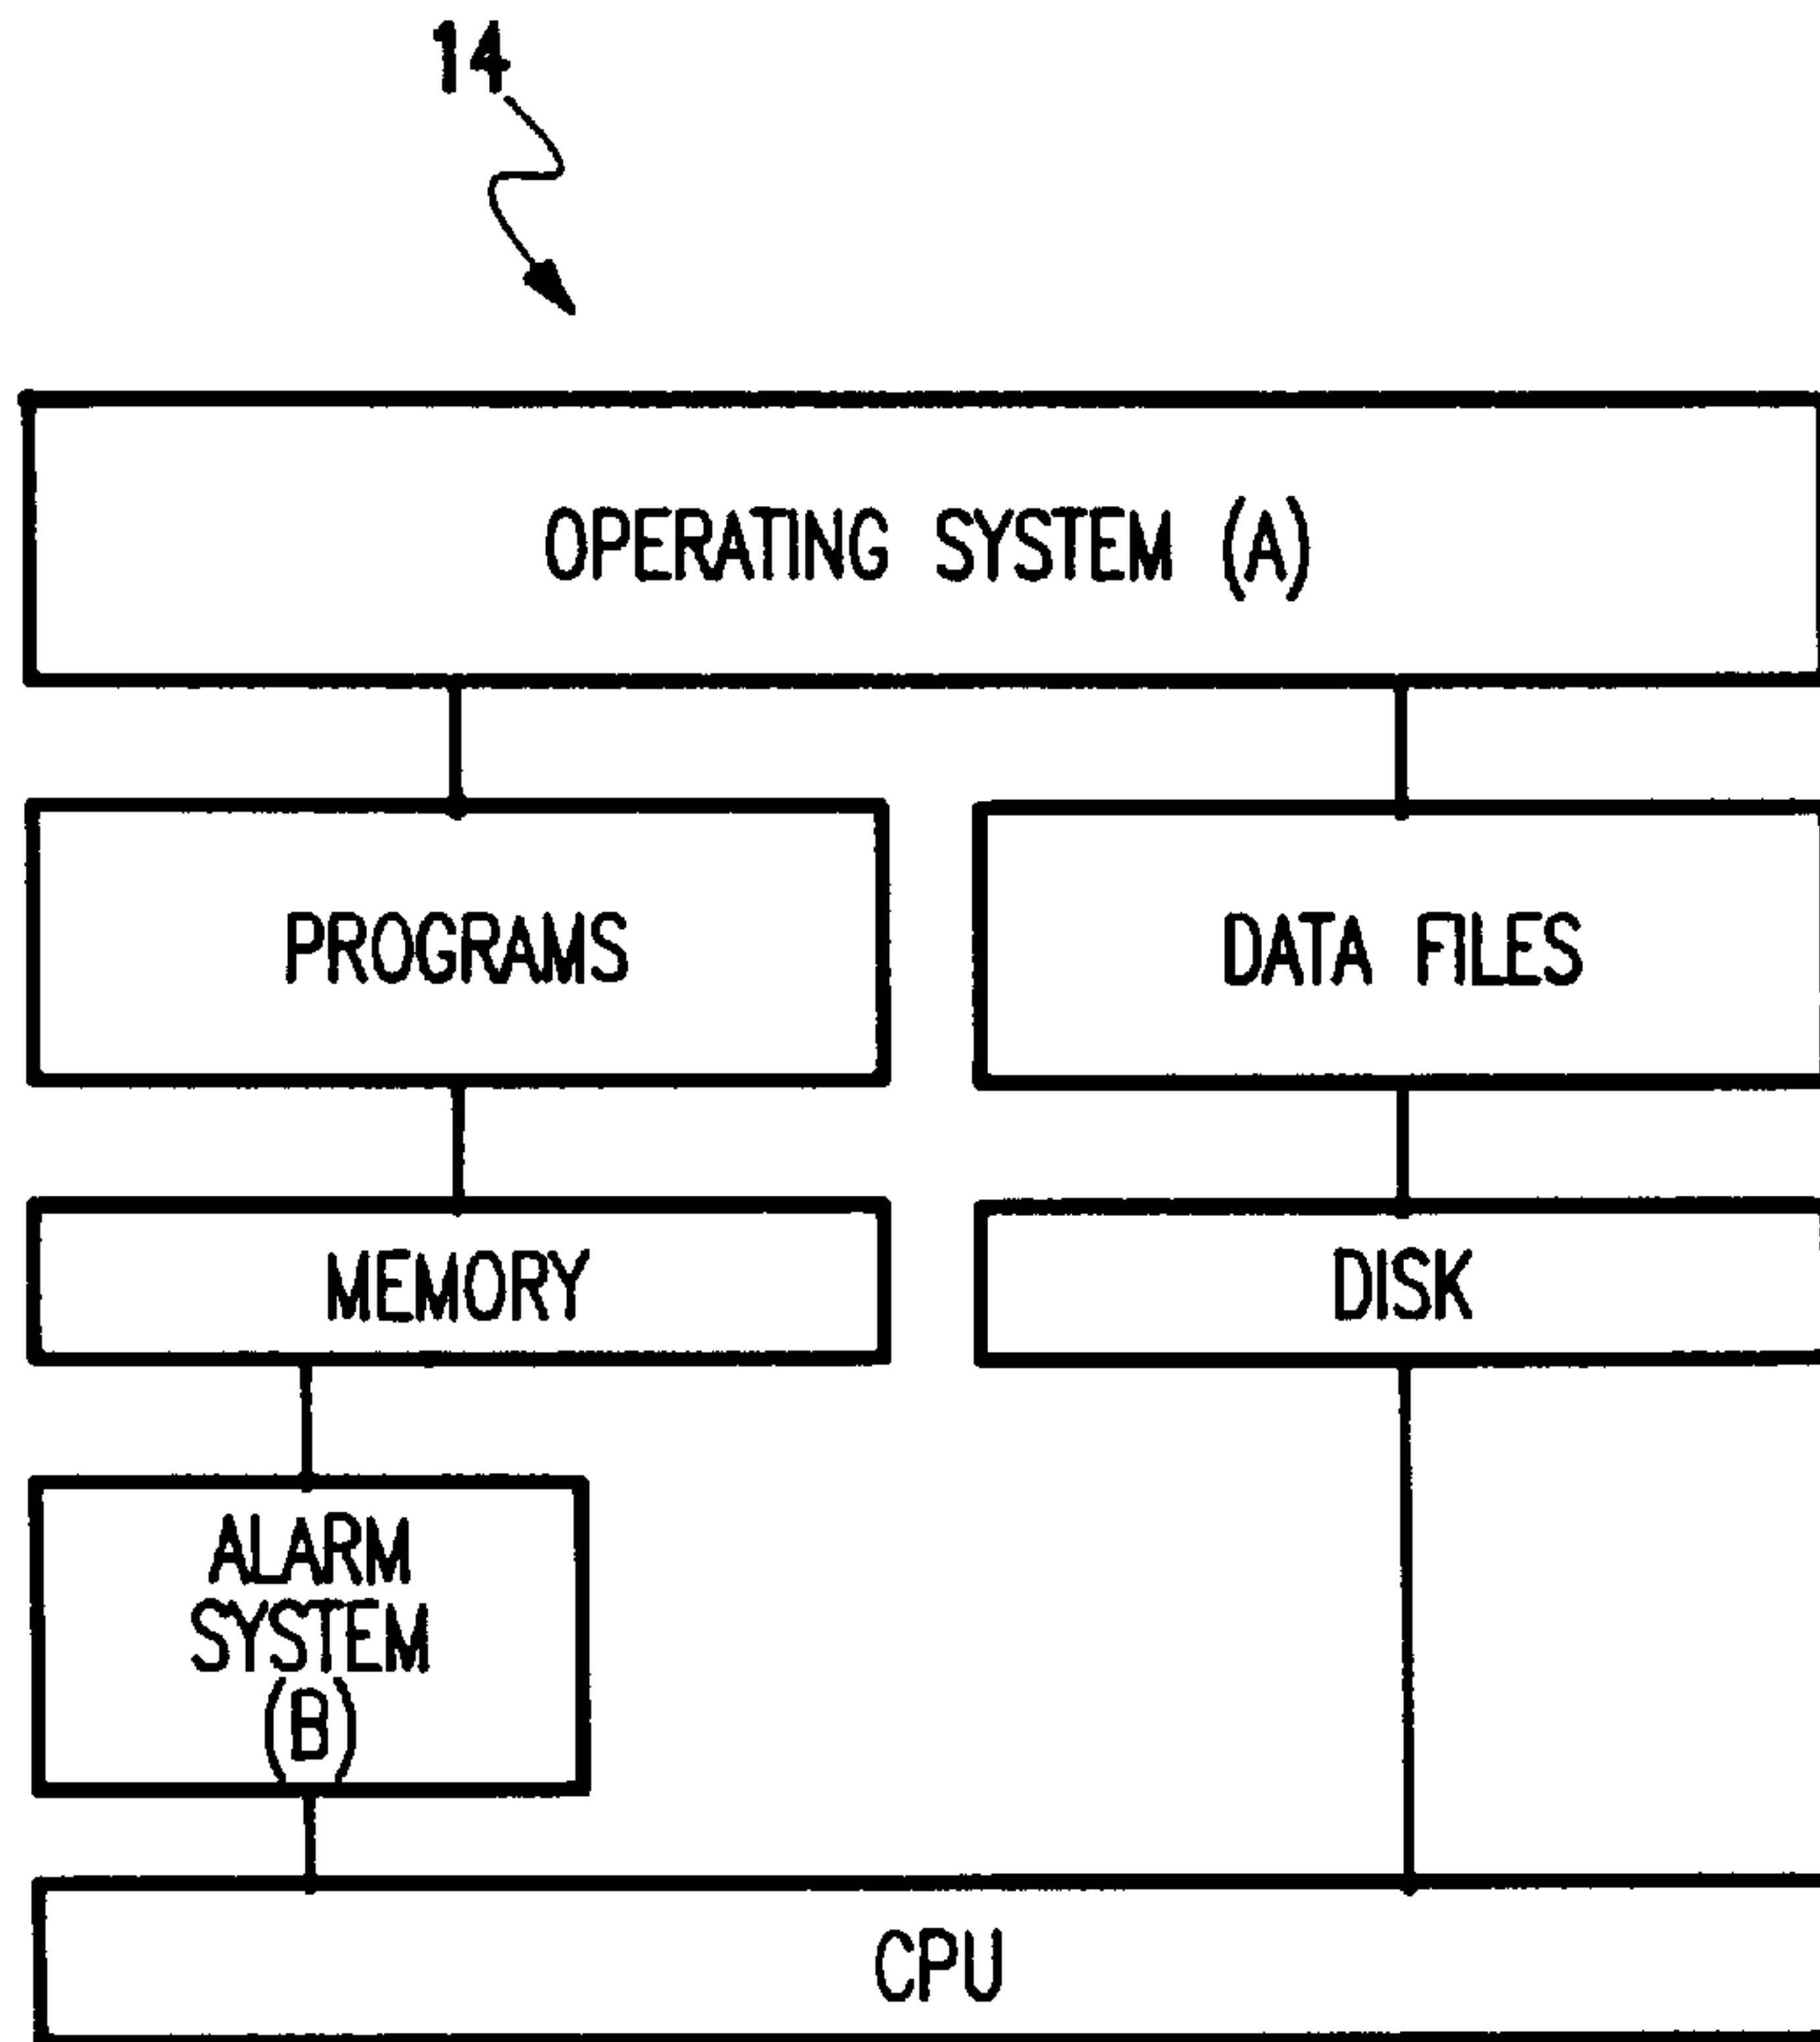 14
OPERATING SYSTEM (A)
PROGRAMS
DATA FILES
MEMORY
DISK
ALARM
SYSTEM
(B)
CPU